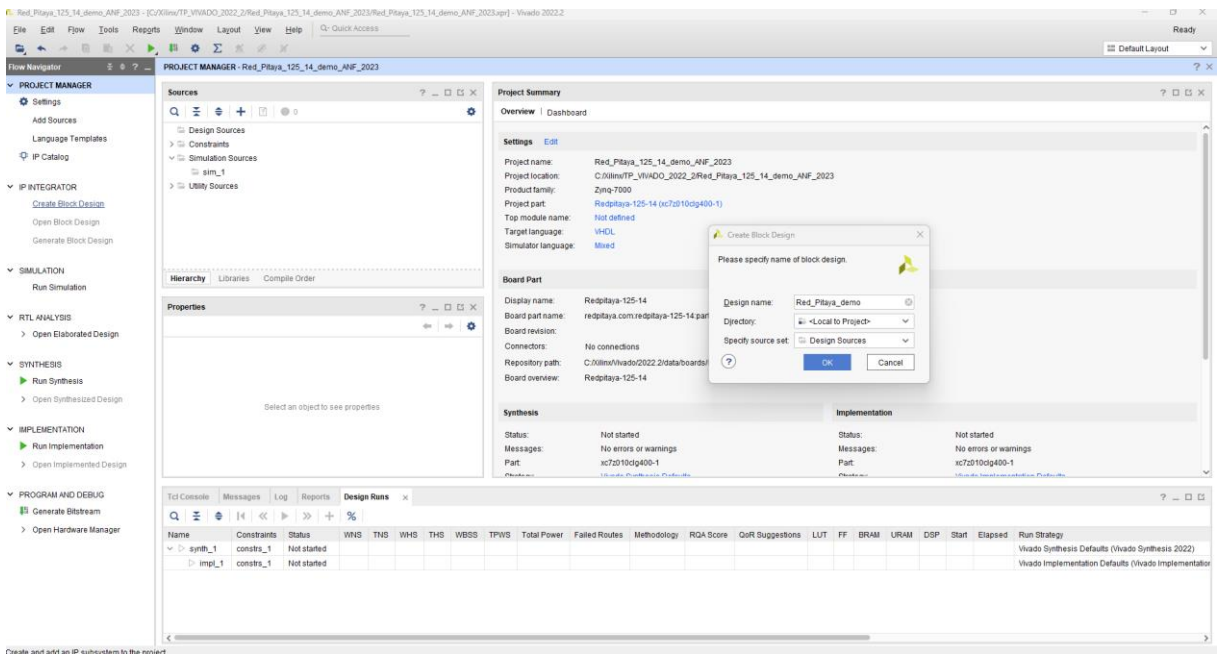 Red_Pitaya_125_14_demo_ANF_2023 - [C:/Xilinx/TP_VIVADO_2022_2/Red_Pitaya_125_14_demo_ANF_2023/Red_Pitaya_125_14_demo_ANF_2023.xpr] - Vivado 2022.2
File Edit Flow Tools Reports Window Layout View Help Q- Quick Access Ready
Default Layout
Flow Navigator
PROJECT MANAGER - Red_Pitaya_125_14_demo_ANF_2023
PROJECT MANAGER
Settings
Add Sources
Language Templates
IP Catalog
IP INTEGRATOR
Create Block Design
Open Block Design
Generate Block Design
SIMULATION
Run Simulation
RTL ANALYSIS
Open Elaborated Design
SYNTHESIS
Run Synthesis
Open Synthesized Design
IMPLEMENTATION
Run Implementation
Open Implemented Design
PROGRAM AND DEBUG
Generate Bitstream
Open Hardware Manager
Sources
0
Design Sources
Constraints
Simulation Sources
sim_1
Utility Sources
Hierarchy Libraries Compile Order
Properties
Select an object to see properties
Project Summary
Overview Dashboard
Settings Edit
Project name: Red_Pitaya_125_14_demo_ANF_2023
Project location: C:/Xilinx/TP_VIVADO_2022_2/Red_Pitaya_125_14_demo_ANF_2023
Product family: Zynq-7000
Project part: Redpitaya-125-14 (xc7z010clg400-1)
Top module name: Not defined
Target language: VHDL
Simulator language: Mixed
Board Part
Display name: Redpitaya-125-14
Board part name: redpitaya.com:redpitaya-125-14:par
Board revision:
Connectors: No connections
Repository path: C:/Xilinx/Vivado/2022.2/data/boards/
Board overview: Redpitaya-125-14
Synthesis
Status: Not started
Messages: No errors or warnings
Part: xc7z010clg400-1
Strategy: Vivado Synthesis Defaults
Implementation
Status: Not started
Messages: No errors or warnings
Part: xc7z010clg400-1
Strategy: Vivado Implementation Defaults
Create Block Design
Please specify name of block design.
Design name: Red_Pitaya_demo
Directory: <Local to Project>
Specify source set: Design Sources
OK Cancel
Tcl Console Messages Log Reports Design Runs
Name Constraints Status WNS TNS WHS THS WBSS TPWS Total Power Failed Routes Methodology RQA Score QoR Suggestions LUT FF BRAM URAM DSP Start Elapsed Run Strategy
synth_1 constrs_1 Not started Vivado Synthesis Defaults (Vivado Synthesis 2022)
impl_1 constrs_1 Not started Vivado Implementation Defaults (Vivado Implementation
Create and add an IP subsystem to the project